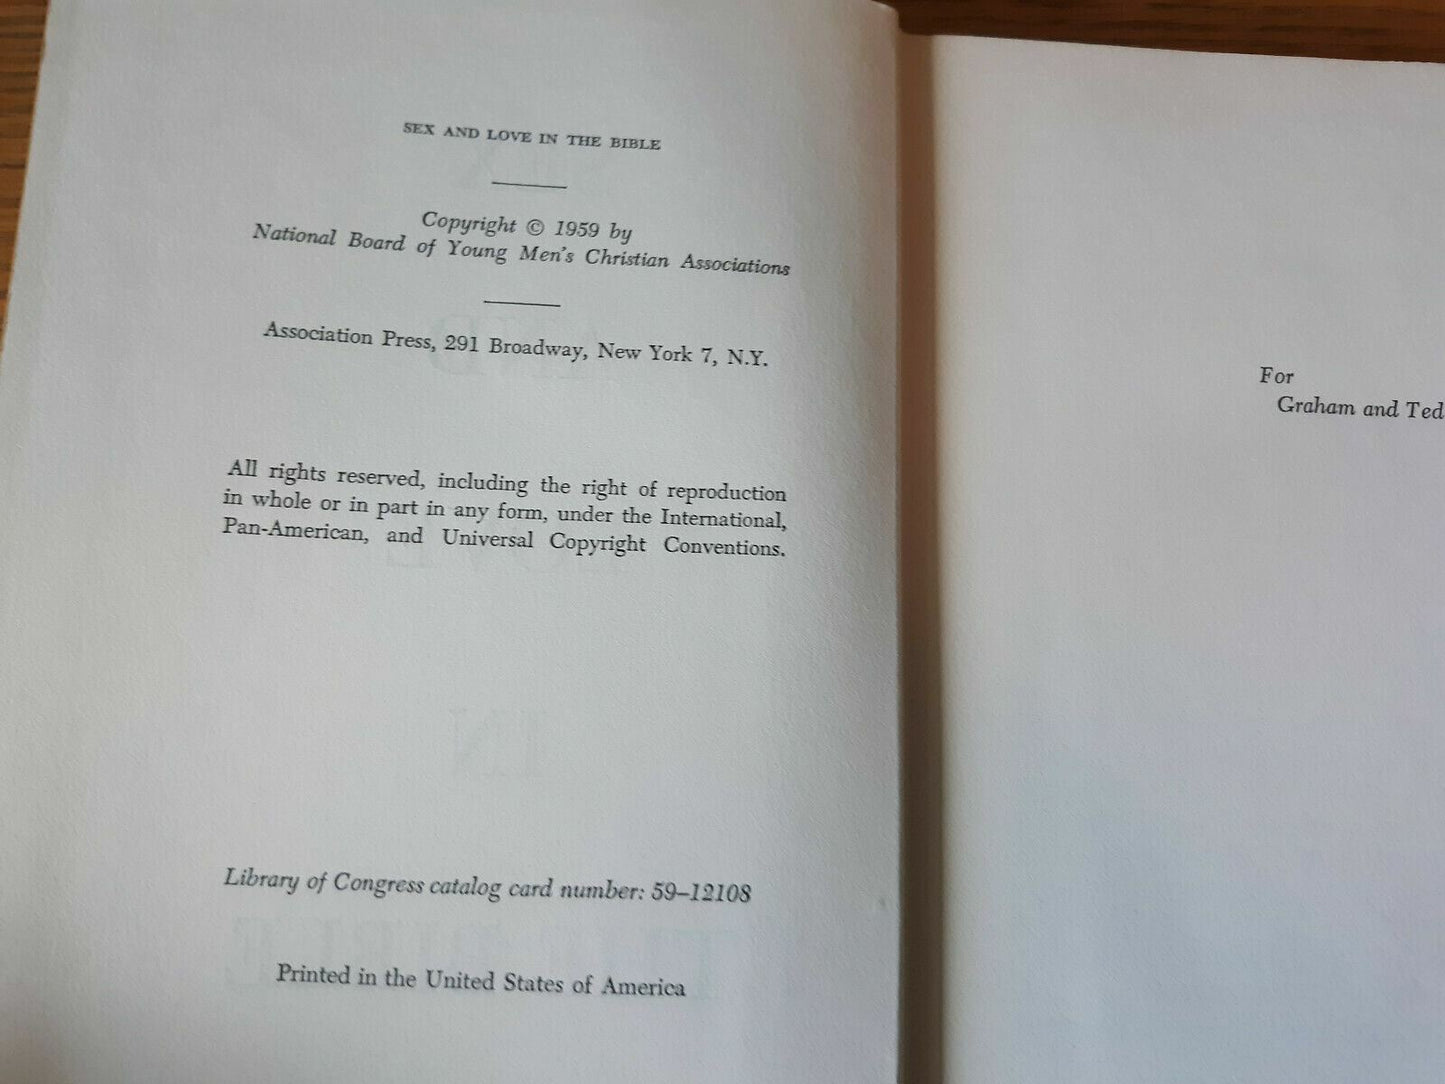 SEX AND LOVE IN THE BIBLE
Copyright © 1959 by
National Board of Young Men's Christian Associations
Association Press, 291 Broadway, New York 7, N.Y.
All rights reserved, including the right of reproduction
in whole or in part in any form, under the International,
Pan-American, and Universal Copyright Conventions.
Library of Congress catalog card number: 59–12108
Printed in the United States of America
For
Graham and Ted